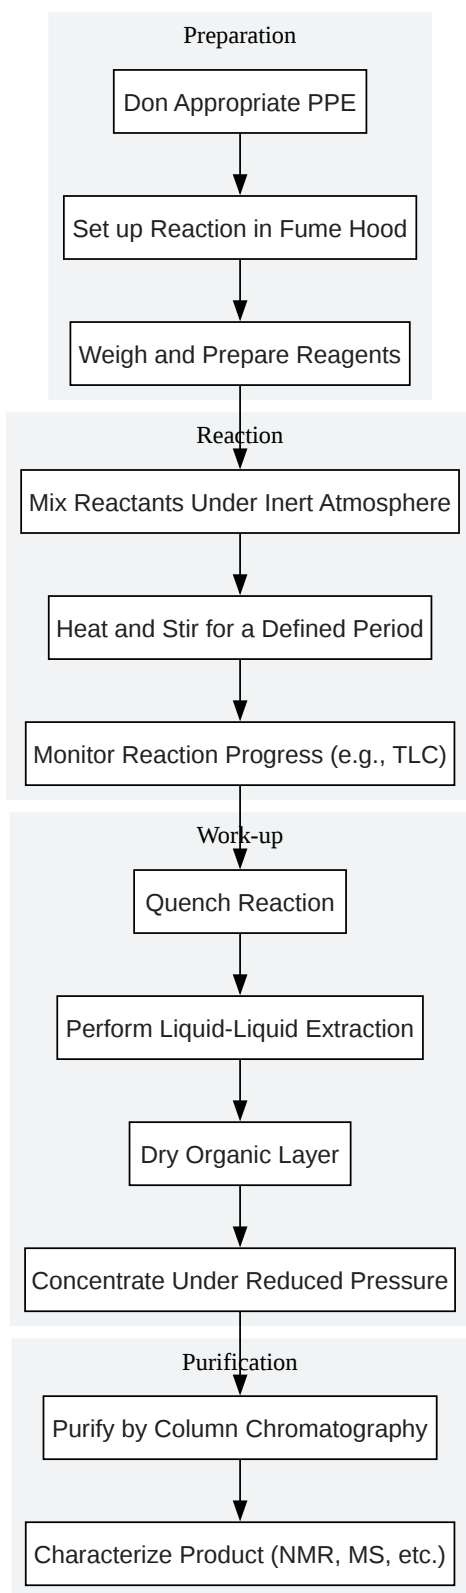 Preparation
Don Appropriate PPE
Set up Reaction in Fume Hood
Weigh and Prepare Reagents
Reaction
Mix Reactants Under Inert Atmosphere
Heat and Stir for a Defined Period
Monitor Reaction Progress (e.g., TLC)
Work-up
Quench Reaction
Perform Liquid-Liquid Extraction
Dry Organic Layer
Concentrate Under Reduced Pressure
Purification
Purify by Column Chromatography
Characterize Product (NMR, MS, etc.)